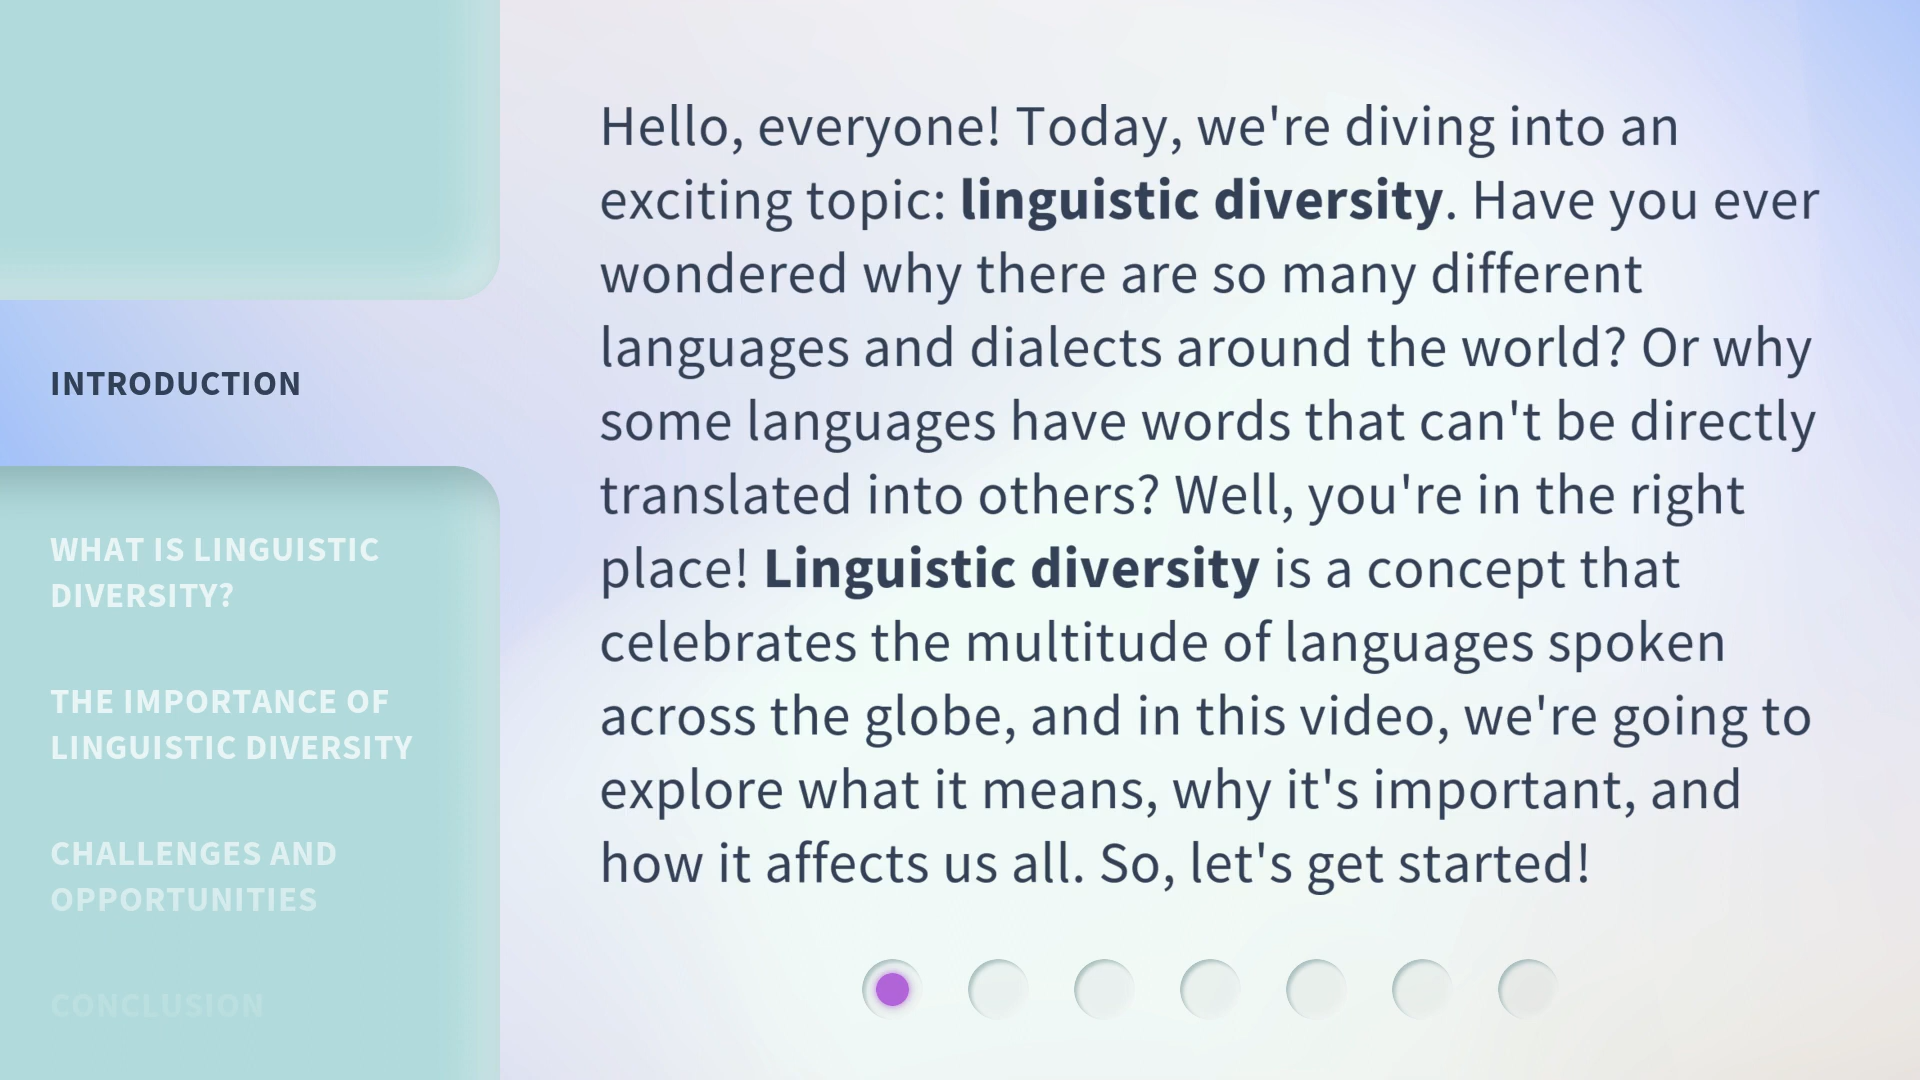 INTRODUCTION
WHAT IS LINGUISTIC
DIVERSITY?
THE IMPORTANCE OF
LINGUISTIC DIVERSITY
CHALLENGES AND
OPPORTUNITIES
CONCLUSION
Hello, everyone! Today, we're diving into an
exciting topic: linguistic diversity. Have you ever
wondered why there are so many different
languages and dialects around the world? Or why
some languages have words that can't be directly
translated into others? Well, you're in the right
place! Linguistic diversity is a concept that
celebrates the multitude of languages spoken
across the globe, and in this video, we're going to
explore what it means, why it's important, and
how it affects us all. So, let's get started!